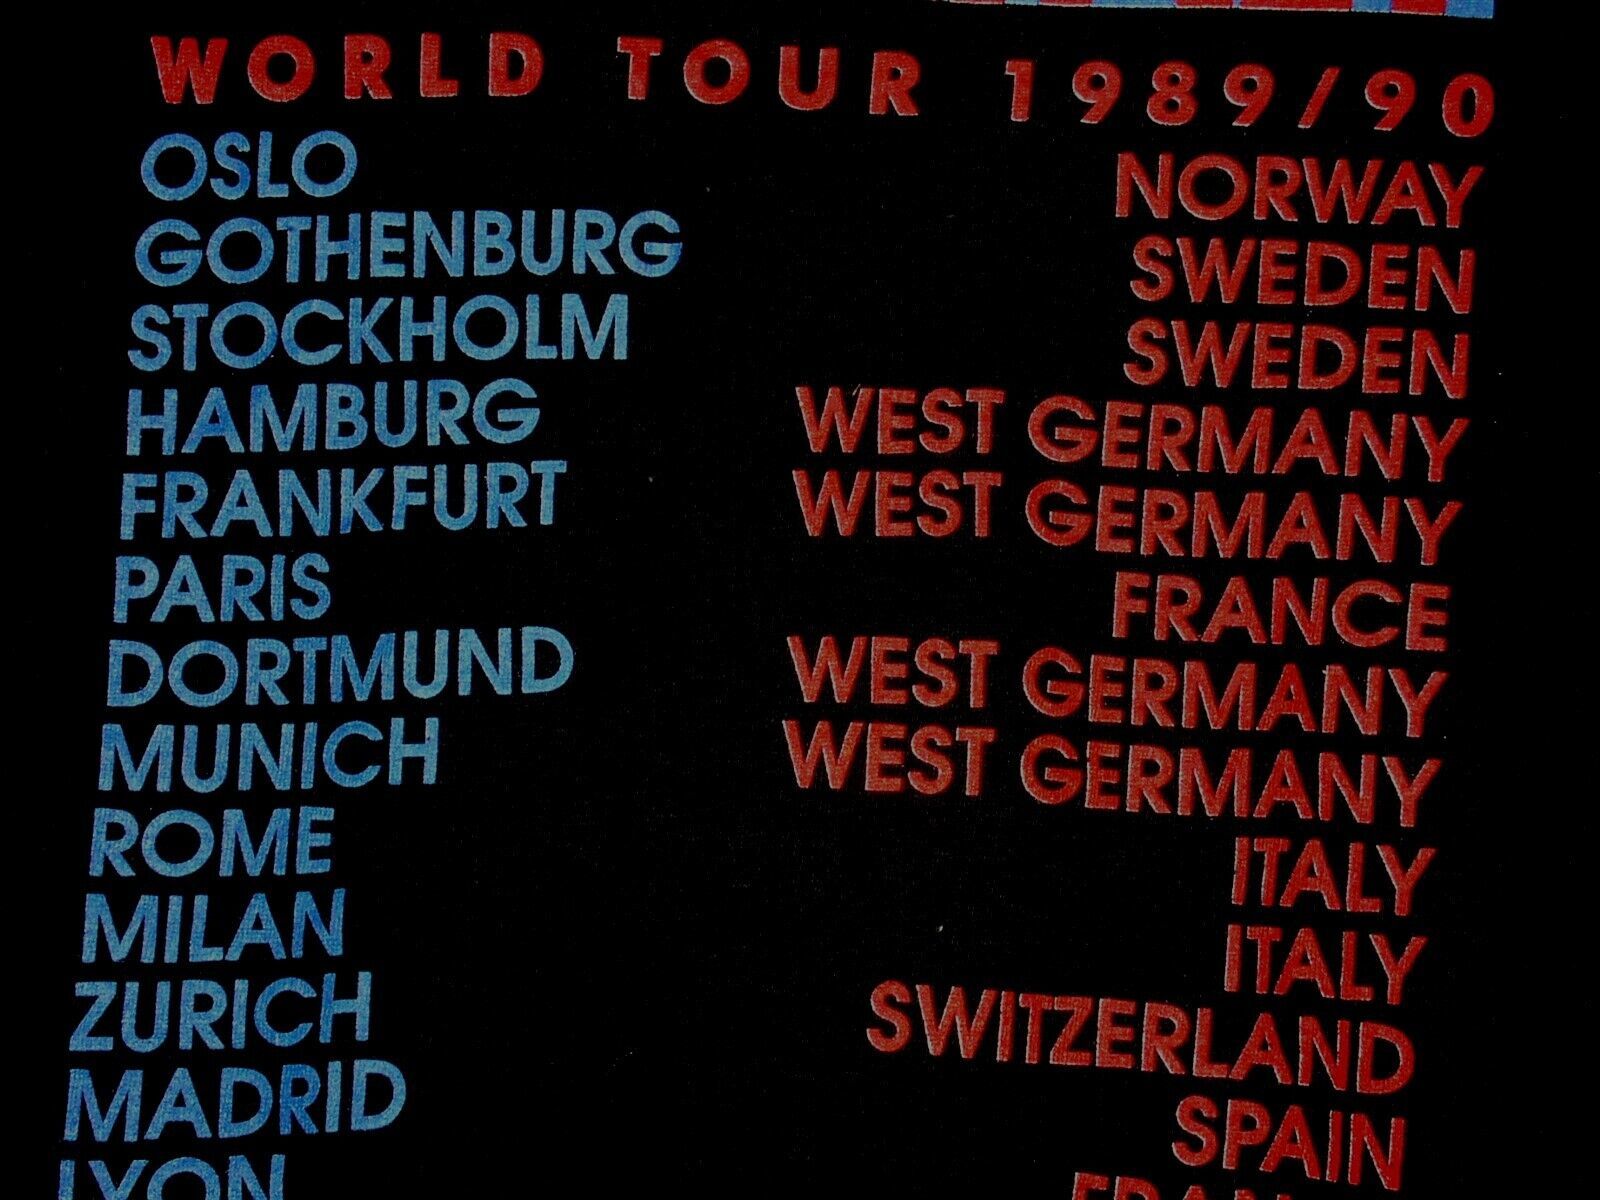 WORLD TOUR 1989/90
OSLO NORWAY
GOTHENBURG SWEDEN
STOCKHOLM SWEDEN
HAMBURG WEST GERMANY
FRANKFURT WEST GERMANY
PARIS FRANCE
DORTMUND WEST GERMANY
MUNICH WEST GERMANY
ROME ITALY
MILAN ITALY
ZURICH SWITZERLAND
MADRID SPAIN
LYON